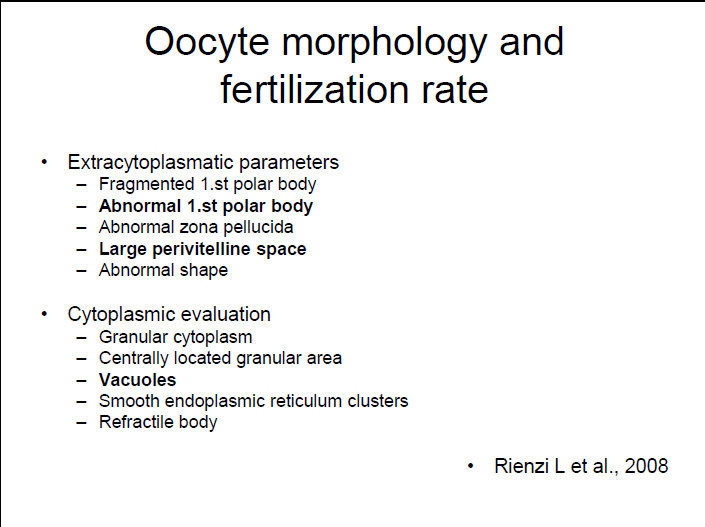 Oocyte morphology and
fertilization rate
• Extracytoplasmatic parameters
– Fragmented 1.st polar body
– Abnormal 1.st polar body
– Abnormal zona pellucida
– Large perivitelline space
– Abnormal shape
• Cytoplasmic evaluation
– Granular cytoplasm
– Centrally located granular area
– Vacuoles
– Smooth endoplasmic reticulum clusters
– Refractile body
• Rienzi L et al., 2008